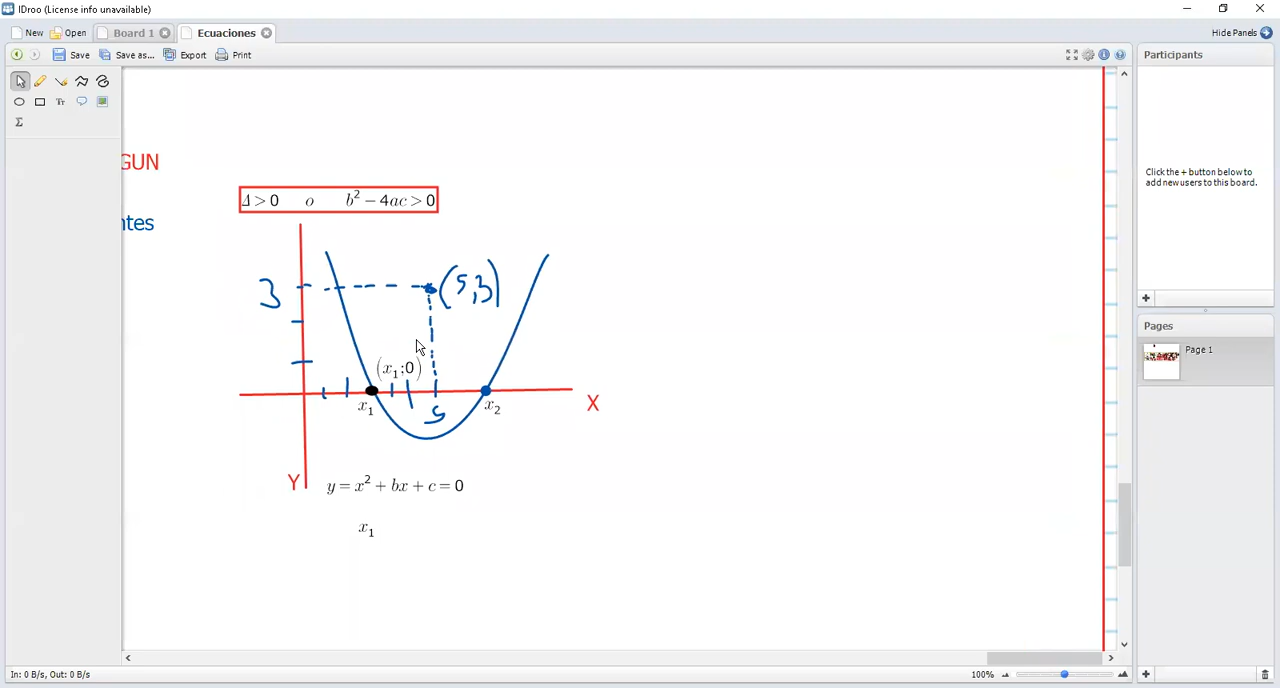 IDroo (License info unavailable)
New Open Board 1 Ecuaciones Hide Panels
Save Save as... Export Print
Participants
Click the + button below to add new users to this board.
Pages
Page 1
GUN
ntes
Δ > 0 o b² − 4ac > 0
3
(5,3)
(x₁;0)
x₁ 5 x₂ X
Y
y = x² + bx + c = 0
x₁
In: 0 B/s, Out: 0 B/s 100%